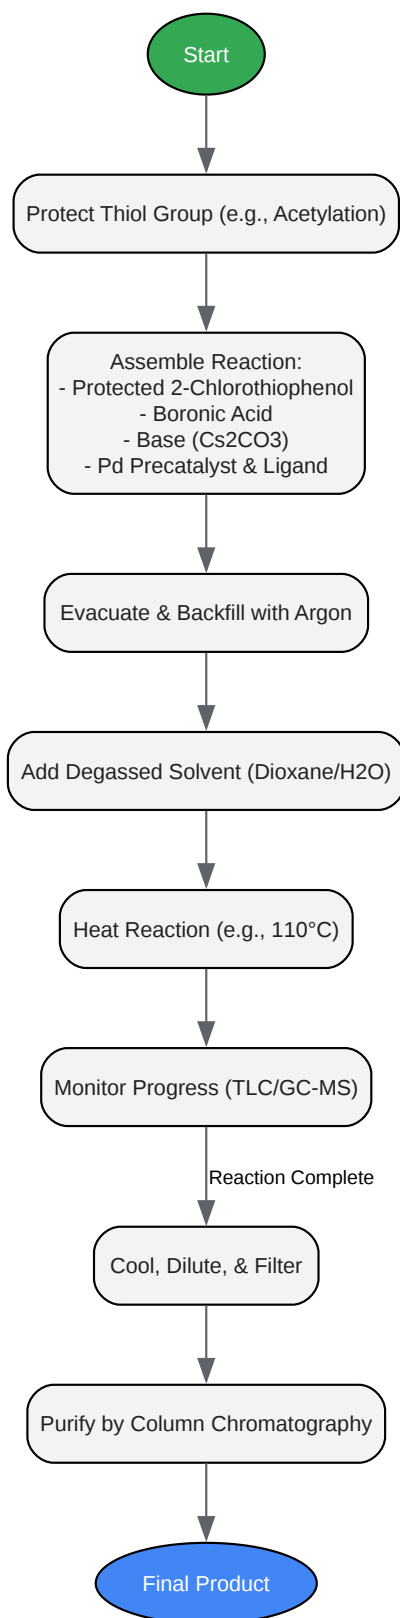 Start
Protect Thiol Group (e.g., Acetylation)
Assemble Reaction:
- Protected 2-Chlorothiophenol
- Boronic Acid
- Base (Cs2CO3)
- Pd Precatalyst & Ligand
Evacuate & Backfill with Argon
Add Degassed Solvent (Dioxane/H2O)
Heat Reaction (e.g., 110°C)
Monitor Progress (TLC/GC-MS)
Reaction Complete
Cool, Dilute, & Filter
Purify by Column Chromatography
Final Product